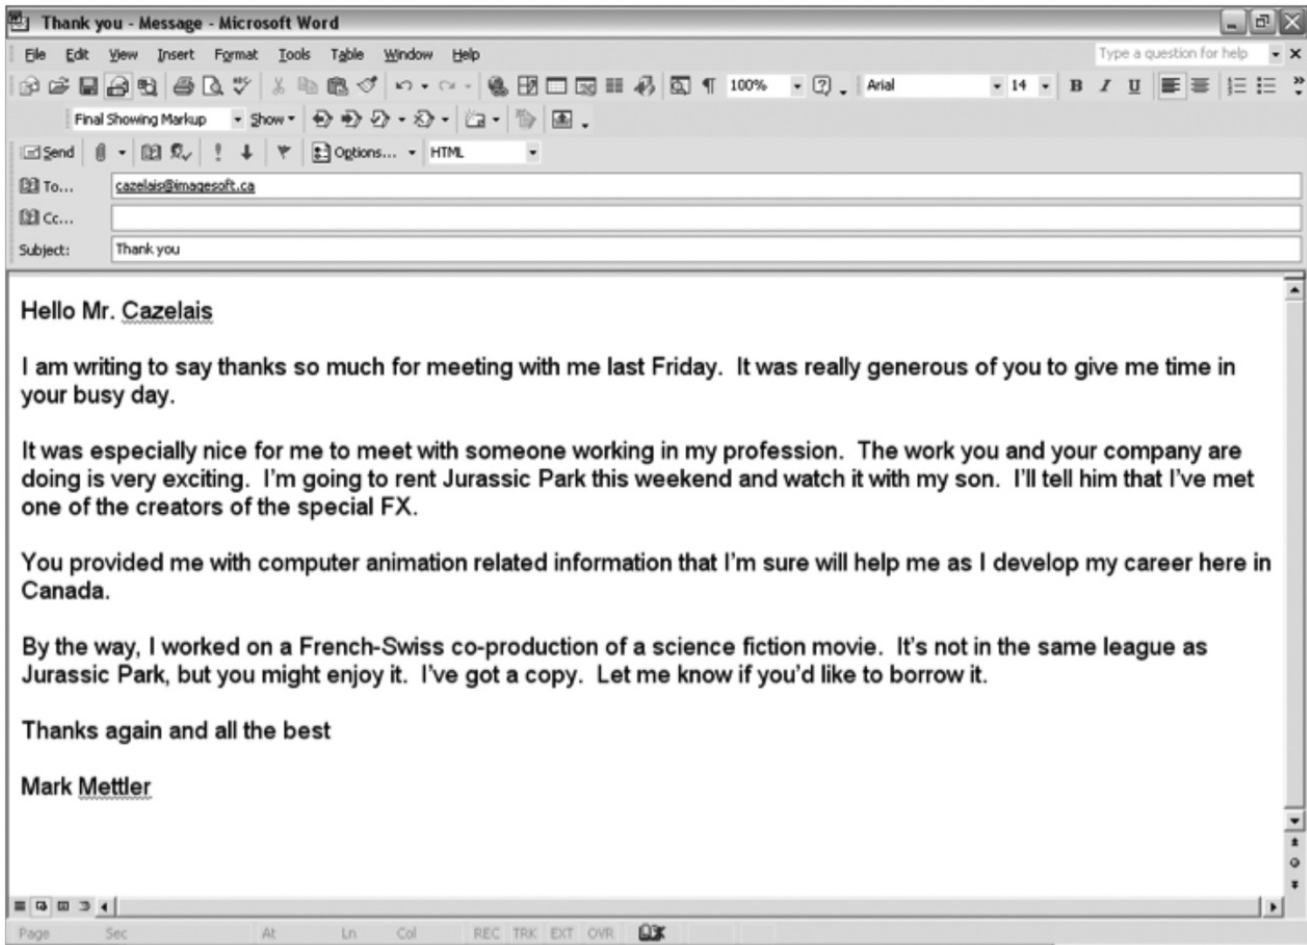 Thank you - Message - Microsoft Word
File Edit View Insert Format Tools Table Window Help Type a question for help
100% Arial 14 B I U
Final Showing Markup Show
Send Options... HTML
To... cazelais@imagesoft.ca
Cc...
Subject: Thank you
Hello Mr. Cazelais
I am writing to say thanks so much for meeting with me last Friday. It was really generous of you to give me time in
your busy day.
It was especially nice for me to meet with someone working in my profession. The work you and your company are
doing is very exciting. I'm going to rent Jurassic Park this weekend and watch it with my son. I'll tell him that I've met
one of the creators of the special FX.
You provided me with computer animation related information that I'm sure will help me as I develop my career here in
Canada.
By the way, I worked on a French-Swiss co-production of a science fiction movie. It's not in the same league as
Jurassic Park, but you might enjoy it. I've got a copy. Let me know if you'd like to borrow it.
Thanks again and all the best
Mark Mettler
Page Sec At Ln Col REC TRK EXT OVR